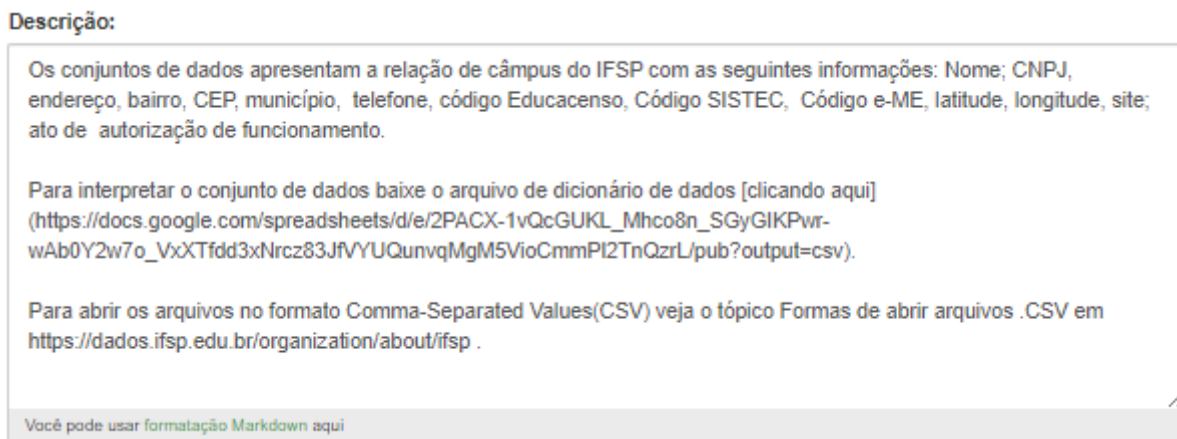 Descrição:
Os conjuntos de dados apresentam a relação de câmpus do IFSP com as seguintes informações: Nome; CNPJ,
endereço, bairro, CEP, município,  telefone, código Educacenso, Código SISTEC,  Código e-ME, latitude, longitude, site;
ato de  autorização de funcionamento.
Para interpretar o conjunto de dados baixe o arquivo de dicionário de dados [clicando aqui]
(https://docs.google.com/spreadsheets/d/e/2PACX-1vQcGUKL_Mhco8n_SGyGIKPwr-
wAb0Y2w7o_VxXTfdd3xNrcz83JfVYUQunvqMgM5VioCmmPI2TnQzrL/pub?output=csv).
Para abrir os arquivos no formato Comma-Separated Values(CSV) veja o tópico Formas de abrir arquivos .CSV em
https://dados.ifsp.edu.br/organization/about/ifsp .
Você pode usar formatação Markdown aqui